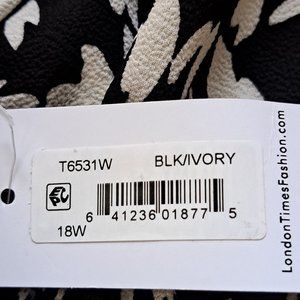 T6531W BLK/IVORY
6 41236 01877 5
18W
LondonTimesFashion.com